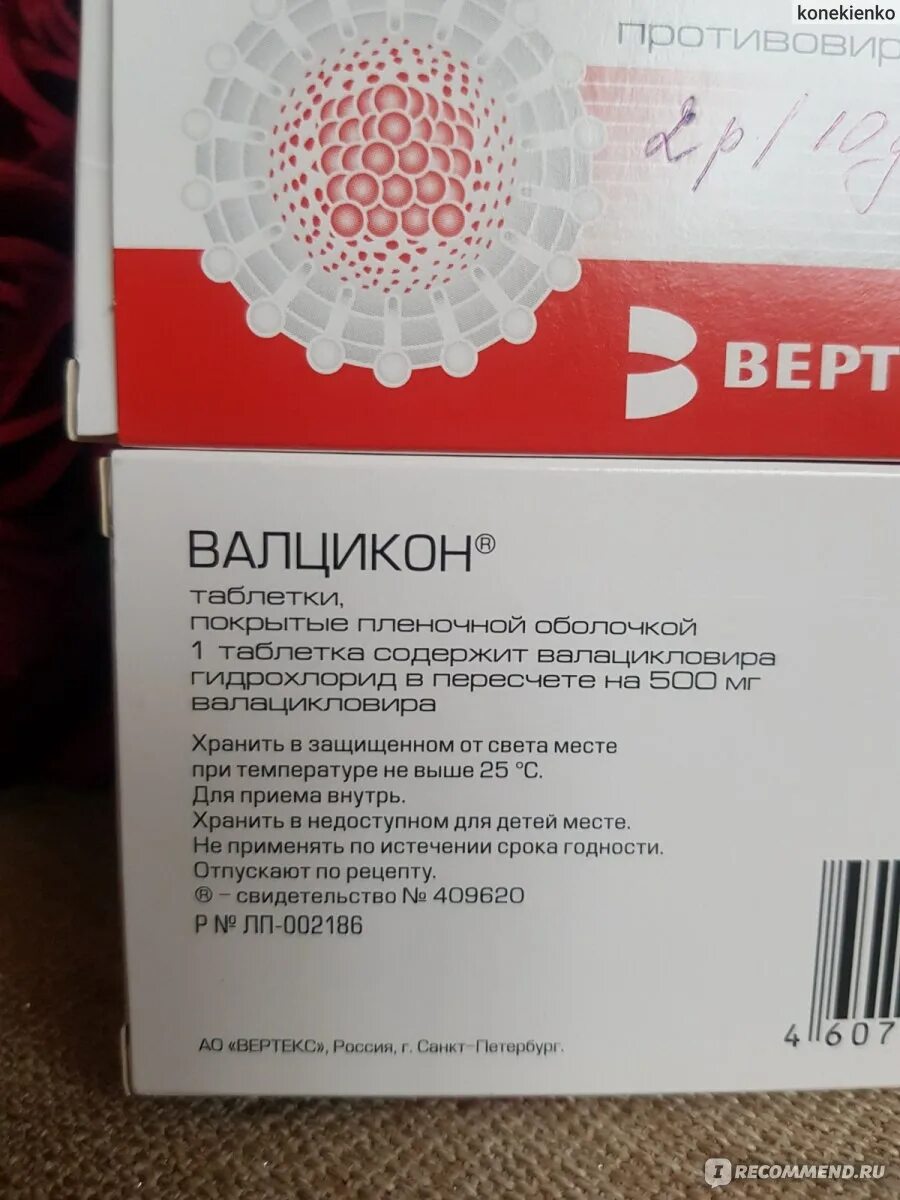 konekienko
противовир
2 р / 10 д
ВЕРТ
ВАЛЦИКОН®
таблетки,
покрытые пленочной оболочкой
1 таблетка содержит валацикловира
гидрохлорид в пересчете на 500 мг
валацикловира
Хранить в защищенном от света месте
при температуре не выше 25 °С.
Для приема внутрь.
Хранить в недоступном для детей месте.
Не применять по истечении срока годности.
Отпускают по рецепту.
® – свидетельство № 409620
Р № ЛП-002186
4 607
АО «ВЕРТЕКС», Россия, г. Санкт-Петербург.
IRECOMMEND.RU